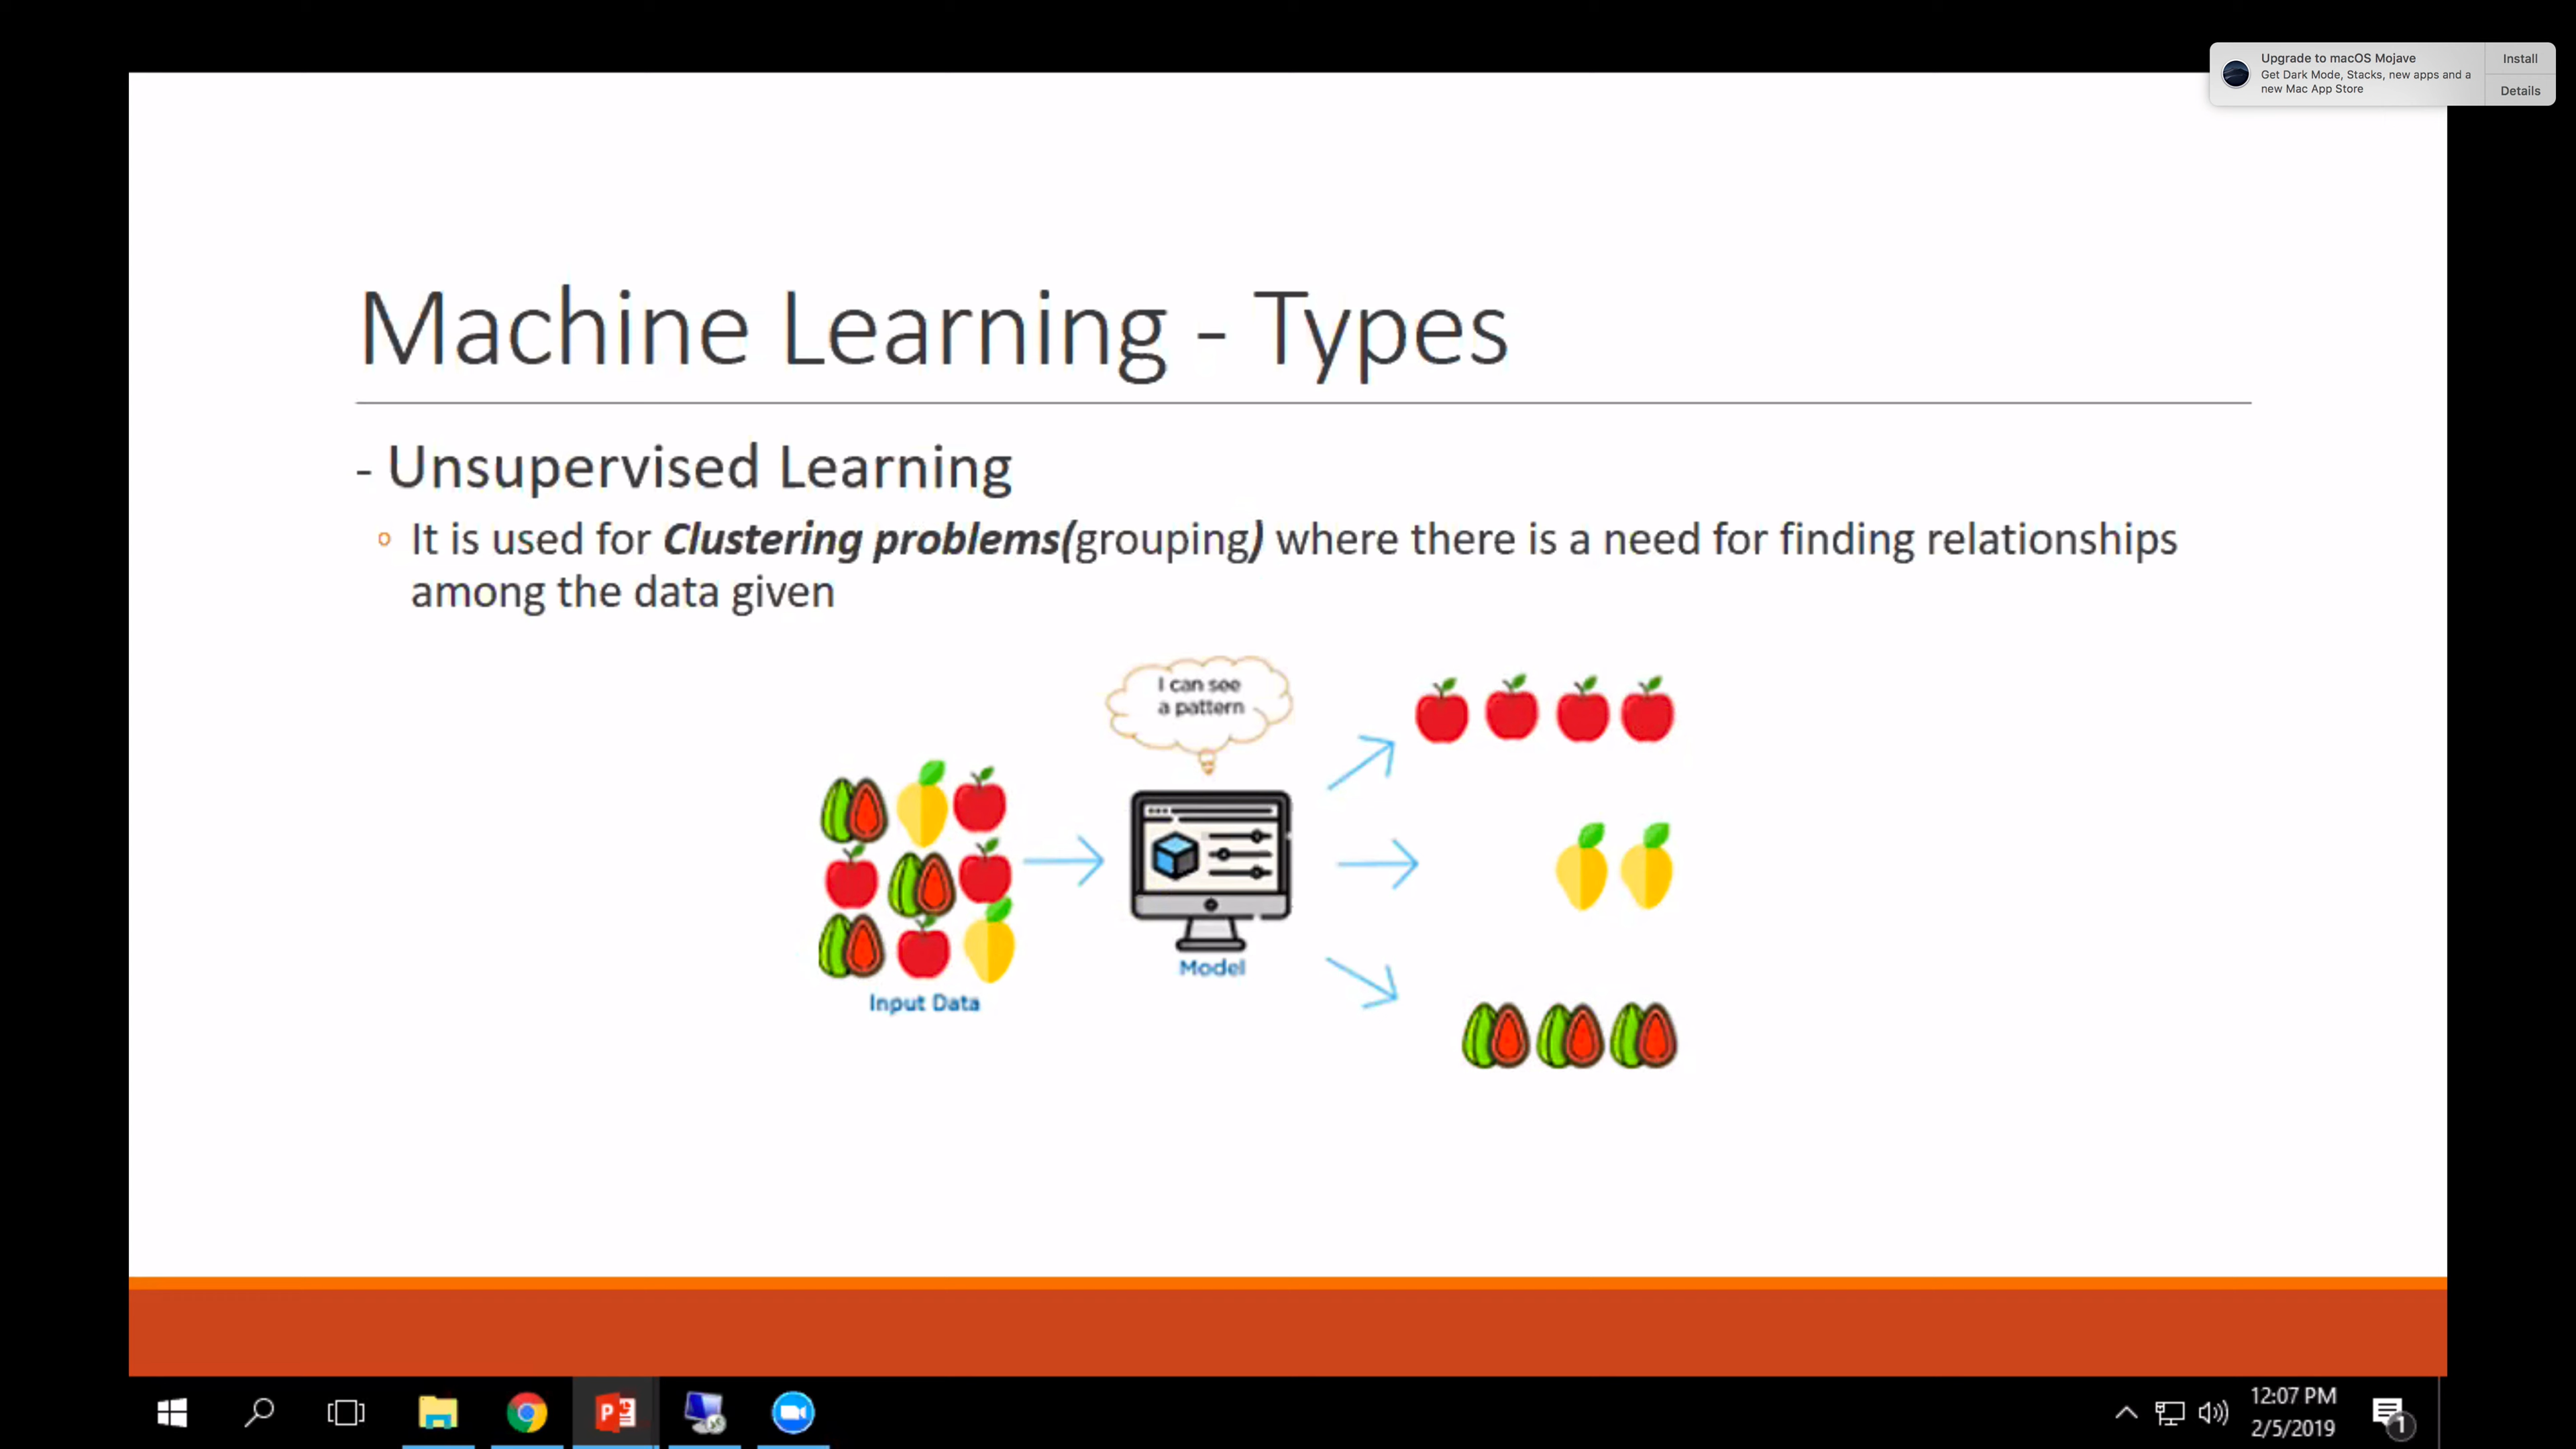 Upgrade to macOS Mojave
Get Dark Mode, Stacks, new apps and a
new Mac App Store
Install
Details
Machine Learning - Types
- Unsupervised Learning
It is used for Clustering problems(grouping) where there is a need for finding relationships
among the data given
I can see
a pattern
Model
Input Data
12:07 PM
2/5/2019
1